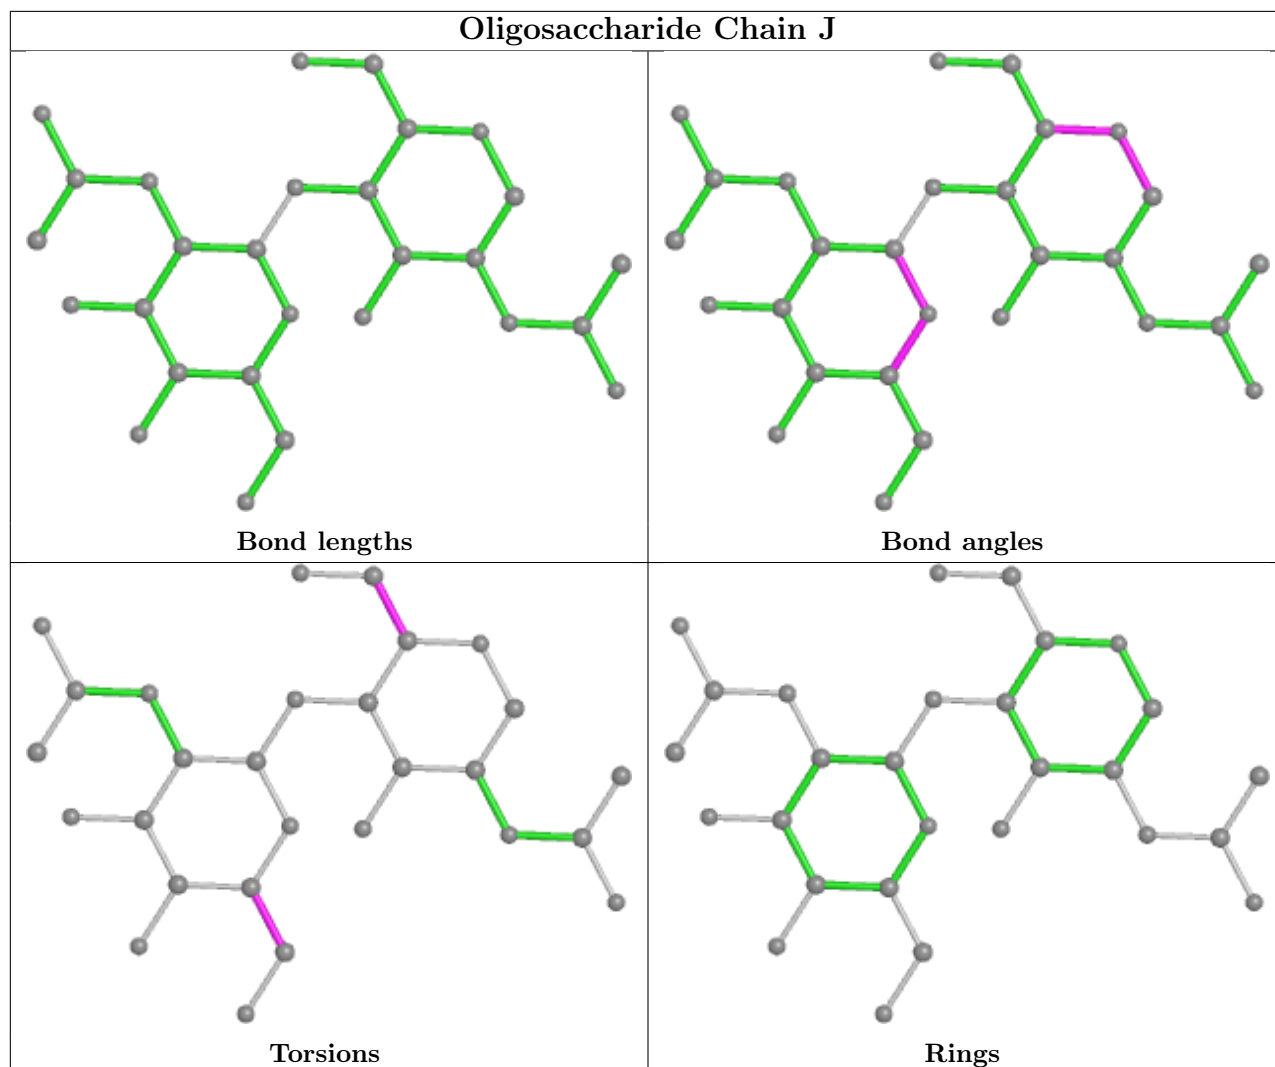 Oligosaccharide Chain J
Bond lengths
Bond angles
Torsions
Rings